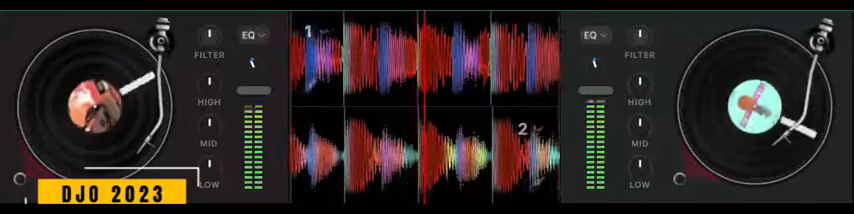 1
EQ
EQ
FILTER
FILTER
HIGH
HIGH
2
MID
MID
LOW
LOW
DJO 2023